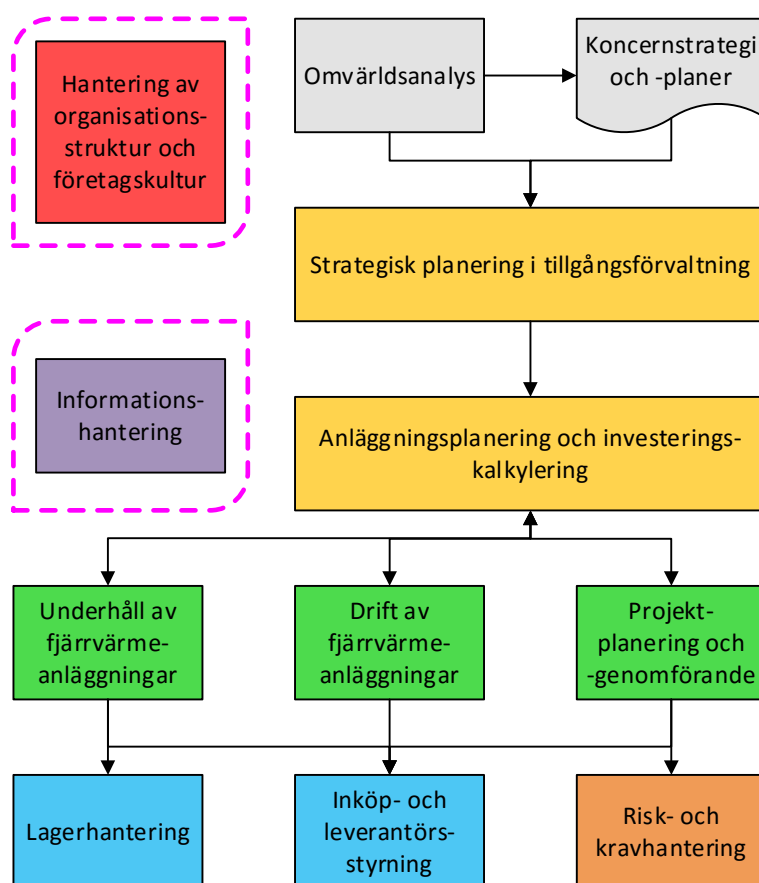 Hantering av
organisations-
struktur och
företagskultur
Omvärldsanalys
Koncernstrategi
och -planer
Strategisk planering i tillgångsförvaltning
Informations-
hantering
Anläggningsplanering och investerings-
kalkylering
Underhåll av
fjärrvärme-
anläggningar
Drift av
fjärrvärme-
anläggningar
Projekt-
planering och
-genomförande
Lagerhantering
Inköp- och
leverantörs-
styrning
Risk- och
kravhantering